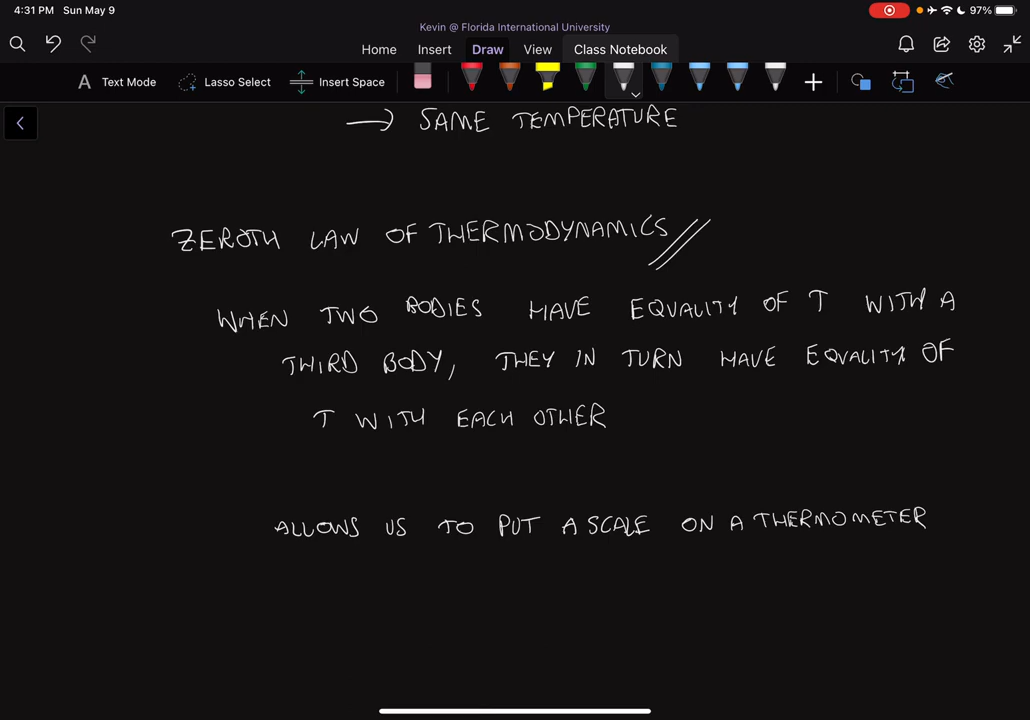 4:31 PM Sun May 9 97%
Kevin @ Florida International University
Home Insert Draw View Class Notebook
A Text Mode Lasso Select Insert Space
→ SAME TEMPERATURE
ZEROTH LAW OF THERMODYNAMICS
WHEN TWO BODIES HAVE EQUALITY OF T WITH A
THIRD BODY, THEY IN TURN HAVE EQUALITY OF
T WITH EACH OTHER
ALLOWS US TO PUT A SCALE ON A THERMOMETER